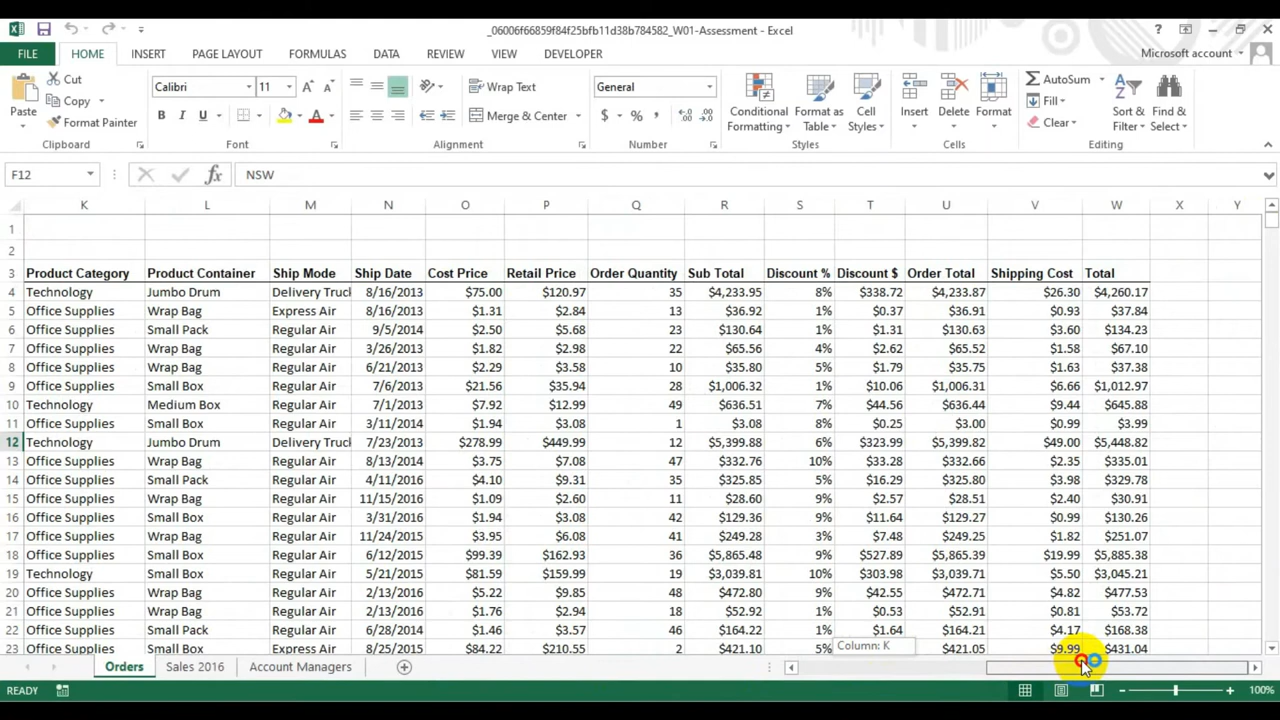 _06006f66859f84f25bfb11d38b784582_W01-Assessment - Excel
FILE HOME INSERT PAGE LAYOUT FORMULAS DATA REVIEW VIEW DEVELOPER Microsoft account
Cut
Copy
Format Painter
Paste
Clipboard
Calibri 11
B I U
Font
Wrap Text
Merge & Center
Alignment
General
$ % ,
Number
Conditional Formatting
Format as Table
Cell Styles
Styles
Insert Delete Format
Cells
AutoSum
Fill
Clear
Sort & Filter
Find & Select
Editing
F12 fx NSW
K L M N O P Q R S T U V W X Y
1
2
3 Product Category Product Container Ship Mode Ship Date Cost Price Retail Price Order Quantity Sub Total Discount % Discount $ Order Total Shipping Cost Total
4 Technology Jumbo Drum Delivery Truck 8/16/2013 $75.00 $120.97 35 $4,233.95 8% $338.72 $4,233.87 $26.30 $4,260.17
5 Office Supplies Wrap Bag Express Air 8/16/2013 $1.31 $2.84 13 $36.92 1% $0.37 $36.91 $0.93 $37.84
6 Office Supplies Small Pack Regular Air 9/5/2014 $2.50 $5.68 23 $130.64 1% $1.31 $130.63 $3.60 $134.23
7 Office Supplies Wrap Bag Regular Air 3/26/2013 $1.82 $2.98 22 $65.56 4% $2.62 $65.52 $1.58 $67.10
8 Office Supplies Wrap Bag Regular Air 6/21/2013 $2.29 $3.58 10 $35.80 5% $1.79 $35.75 $1.63 $37.38
9 Office Supplies Small Box Regular Air 7/6/2013 $21.56 $35.94 28 $1,006.32 1% $10.06 $1,006.31 $6.66 $1,012.97
10 Technology Medium Box Regular Air 7/1/2013 $7.92 $12.99 49 $636.51 7% $44.56 $636.44 $9.44 $645.88
11 Office Supplies Small Box Regular Air 3/11/2014 $1.94 $3.08 1 $3.08 8% $0.25 $3.00 $0.99 $3.99
12 Technology Jumbo Drum Delivery Truck 7/23/2013 $278.99 $449.99 12 $5,399.88 6% $323.99 $5,399.82 $49.00 $5,448.82
13 Office Supplies Wrap Bag Regular Air 8/13/2014 $3.75 $7.08 47 $332.76 10% $33.28 $332.66 $2.35 $335.01
14 Office Supplies Small Pack Regular Air 4/11/2016 $4.10 $9.31 35 $325.85 5% $16.29 $325.80 $3.98 $329.78
15 Office Supplies Wrap Bag Regular Air 11/15/2016 $1.09 $2.60 11 $28.60 9% $2.57 $28.51 $2.40 $30.91
16 Office Supplies Small Box Regular Air 3/31/2016 $1.94 $3.08 42 $129.36 9% $11.64 $129.27 $0.99 $130.26
17 Office Supplies Wrap Bag Regular Air 11/24/2015 $3.95 $6.08 41 $249.28 3% $7.48 $249.25 $1.82 $251.07
18 Office Supplies Small Box Regular Air 6/12/2015 $99.39 $162.93 36 $5,865.48 9% $527.89 $5,865.39 $19.99 $5,885.38
19 Technology Small Box Regular Air 5/21/2015 $81.59 $159.99 19 $3,039.81 10% $303.98 $3,039.71 $5.50 $3,045.21
20 Office Supplies Wrap Bag Regular Air 2/13/2016 $5.22 $9.85 48 $472.80 9% $42.55 $472.71 $4.82 $477.53
21 Office Supplies Wrap Bag Regular Air 2/13/2016 $1.76 $2.94 18 $52.92 1% $0.53 $52.91 $0.81 $53.72
22 Office Supplies Small Pack Regular Air 6/28/2014 $1.46 $3.57 46 $164.22 1% $1.64 $164.21 $4.17 $168.38
23 Office Supplies Small Box Express Air 8/25/2015 $84.22 $210.55 2 $421.10 5% $421.05 $9.99 $431.04
Column: K
Orders Sales 2016 Account Managers
READY 100%